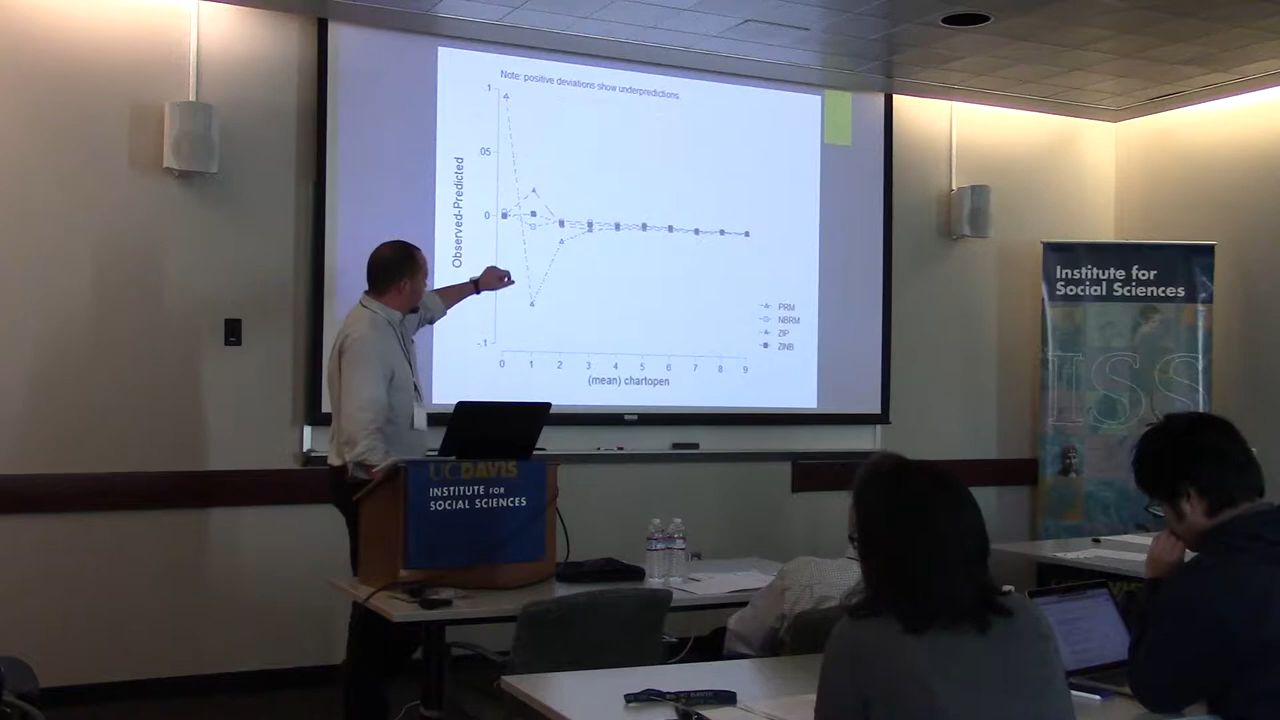 Note: positive deviations show underpredictions.
.1
.05
0
-.1
Observed-Predicted
0 1 2 3 4 5 6 7 8 9
(mean) chartopen
PRM
NBRM
ZIP
ZINB
Institute for
Social Sciences
ISS
UC DAVIS
INSTITUTE FOR
SOCIAL SCIENCES